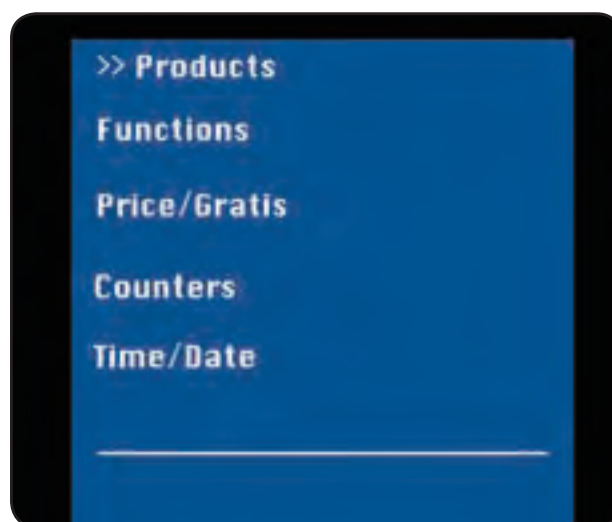 >> Products
Functions
Price/Gratis
Counters
Time/Date